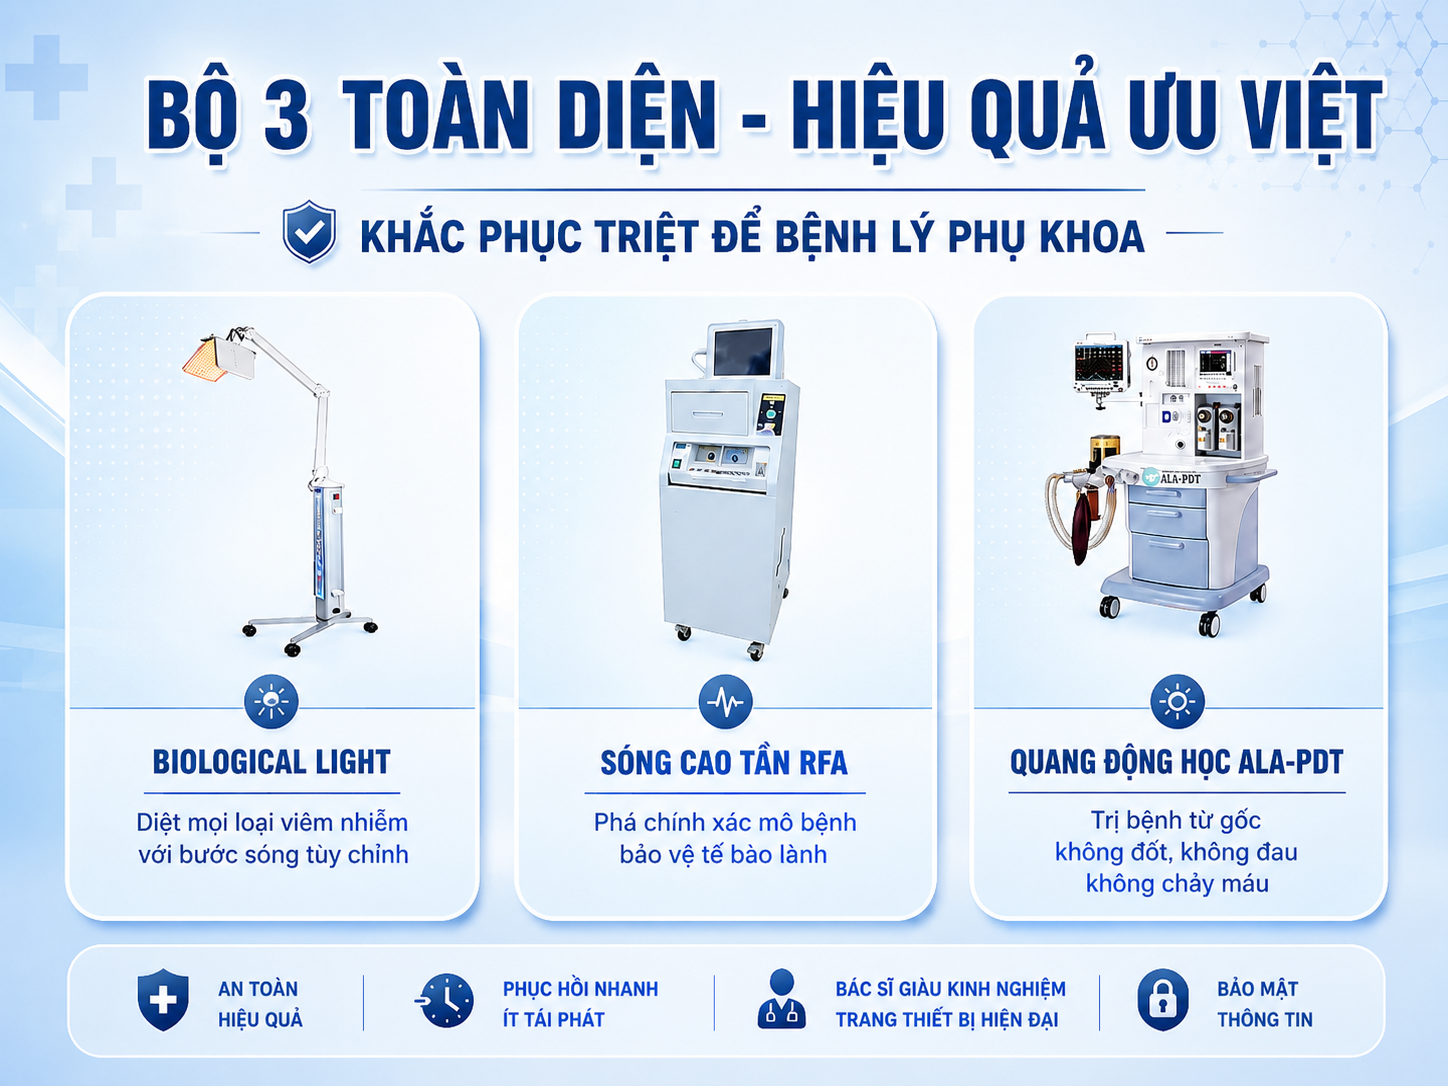 BỘ 3 TOÀN DIỆN - HIỆU QUẢ ƯU VIỆT
KHẮC PHỤC TRIỆT ĐỂ BỆNH LÝ PHỤ KHOA
ALA-PDT
BIOLOGICAL LIGHT
Diệt mọi loại viêm nhiễm
với bước sóng tùy chỉnh
SÓNG CAO TẦN RFA
Phá chính xác mô bệnh
bảo vệ tế bào lành
QUANG ĐỘNG HỌC ALA-PDT
Trị bệnh từ gốc
không đốt, không đau
không chảy máu
AN TOÀN
HIỆU QUẢ
PHỤC HỒI NHANH
ÍT TÁI PHÁT
BÁC SĨ GIÀU KINH NGHIỆM
TRANG THIẾT BỊ HIỆN ĐẠI
BẢO MẬT
THÔNG TIN